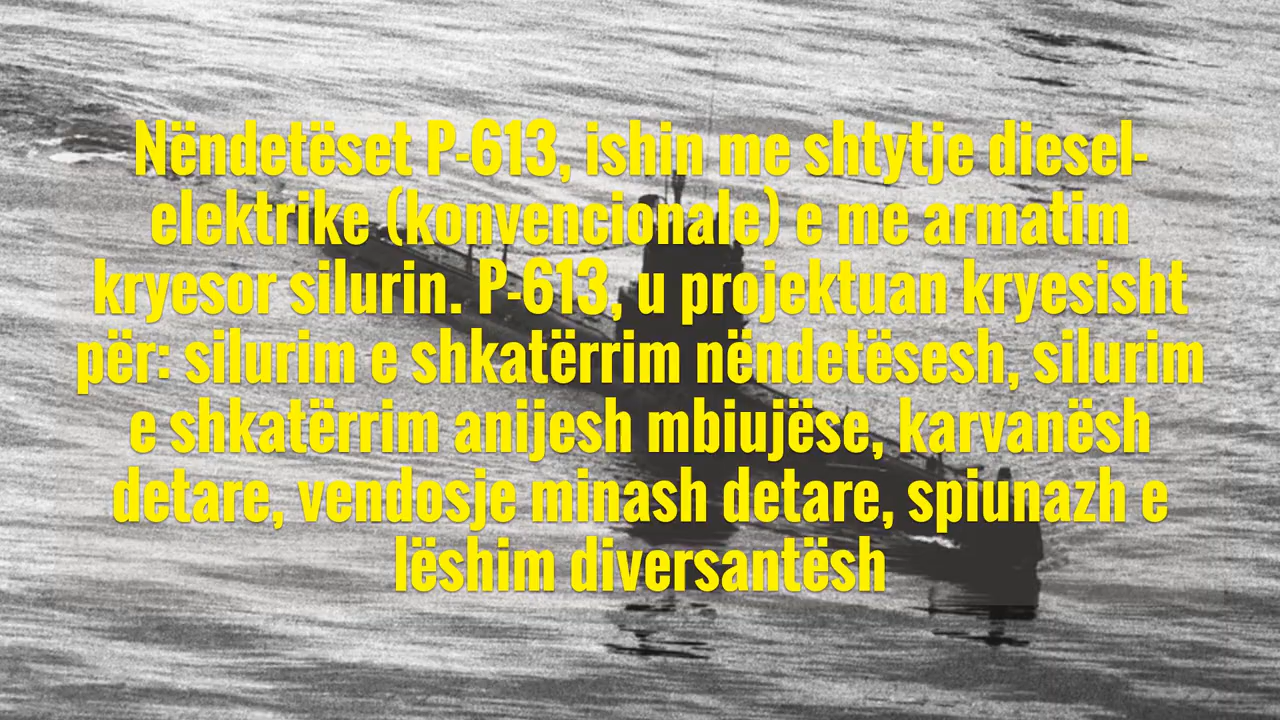 Nëndetëset P-613, ishin me shtytje diesel-
elektrike (konvencionale) e me armatim
kryesor silurin. P-613, u projektuan kryesisht
për: silurim e shkatërrim nëndetësesh, silurim
e shkatërrim anijesh mbiujëse, karvanësh
detare, vendosje minash detare, spiunazh e
lëshim diversantësh